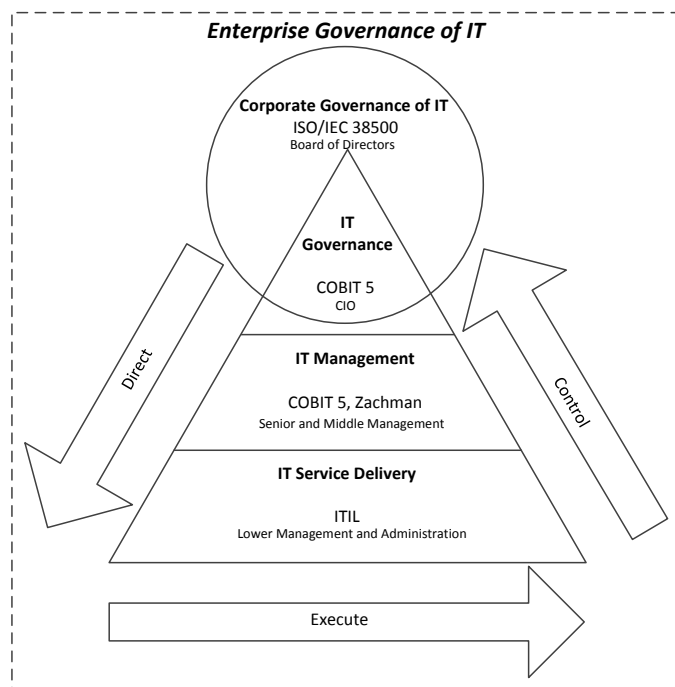 Enterprise Governance of IT
Corporate Governance of IT
ISO/IEC 38500
Board of Directors
IT
Governance
COBIT 5
CIO
Direct
Control
IT Management
COBIT 5, Zachman
Senior and Middle Management
IT Service Delivery
ITIL
Lower Management and Administration
Execute